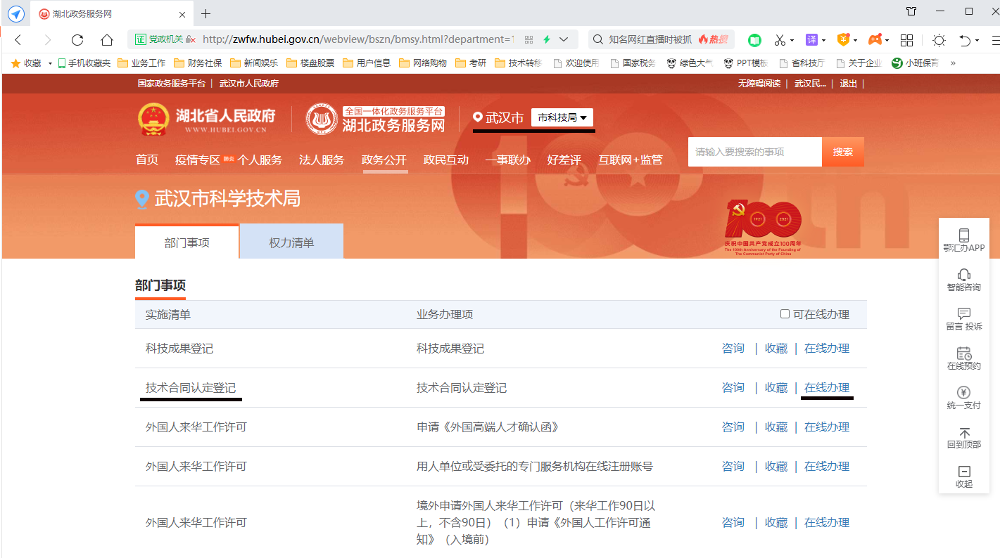 湖北政务服务网
证 党政机关 http://zwfw.hubei.gov.cn/webview/bszn/bmsy.html?department=1 知名网红直播时被抓 热搜 译
收藏 手机收藏夹 业务工作 财务社保 新闻娱乐 楼盘股票 用户信息 网络购物 考研 技术转移 欢迎使用 国家税务 绿色大气 PPT模板 省科技厅 关于企业 小班保育 »
国家政务服务平台 | 武汉市人民政府 无障碍阅读 | 武汉民... | 退出 |
湖北省人民政府
WWW.HUBEI.GOV.CN
全国一体化政务服务平台
湖北政务服务网
武汉市 市科技局
首页 疫情专区 个人服务 法人服务 政务公开 政民互动 一事联办 好差评 互联网+监管
请输入要搜索的事项 搜索
武汉市科学技术局
100
1921 2021
庆祝中国共产党成立100周年
The 100th Anniversary of the Founding of
The Communist Party of China
部门事项 权力清单
部门事项
实施清单 业务办理项 可在线办理
科技成果登记 科技成果登记 咨询 | 收藏 | 在线办理
技术合同认定登记 技术合同认定登记 咨询 | 收藏 | 在线办理
外国人来华工作许可 申请《外国高端人才确认函》 咨询 | 收藏 | 在线办理
外国人来华工作许可 用人单位或受委托的专门服务机构在线注册账号 咨询 | 收藏 | 在线办理
境外申请外国人来华工作许可（来华工作90日以
外国人来华工作许可 上，不含90日）（1）申请《外国人工作许可通 咨询 | 收藏 | 在线办理
知》（入境前）
鄂汇办APP
智能咨询
留言 投诉
在线预约
统一支付
回到顶部
收起